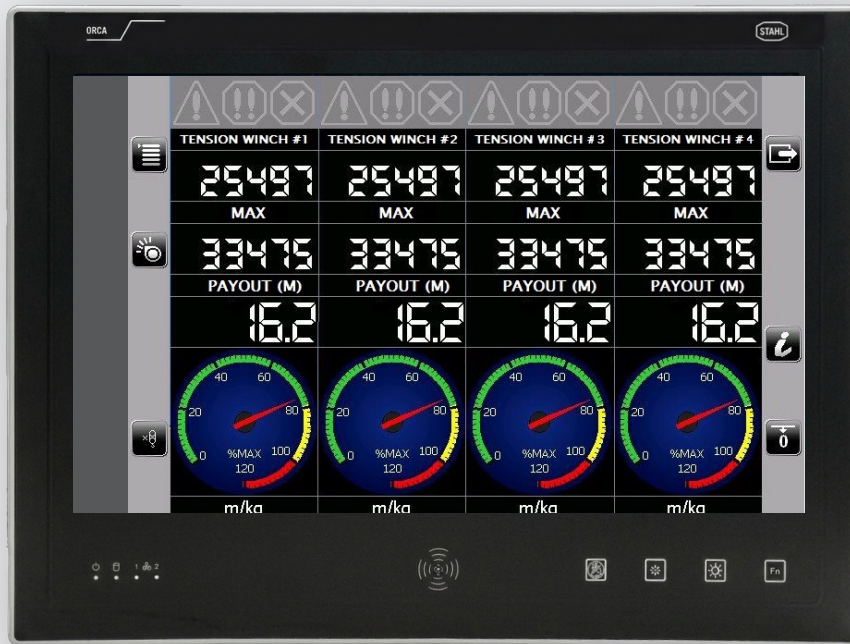 ORCA
STAHL
TENSION WINCH #1 TENSION WINCH #2 TENSION WINCH #3 TENSION WINCH #4
25497 25497 25497 25497
MAX MAX MAX MAX
33475 33475 33475 33475
PAYOUT (M) PAYOUT (M) PAYOUT (M) PAYOUT (M)
16.2 16.2 16.2 16.2
40 60 40 60 40 60 40 60
20 80 20 80 20 80 20 80
0 %MAX 100 0 %MAX 100 0 %MAX 100 0 %MAX 100
120 120 120 120
m/kg m/kg m/kg m/kg
i
x8
0
1 2
Fn